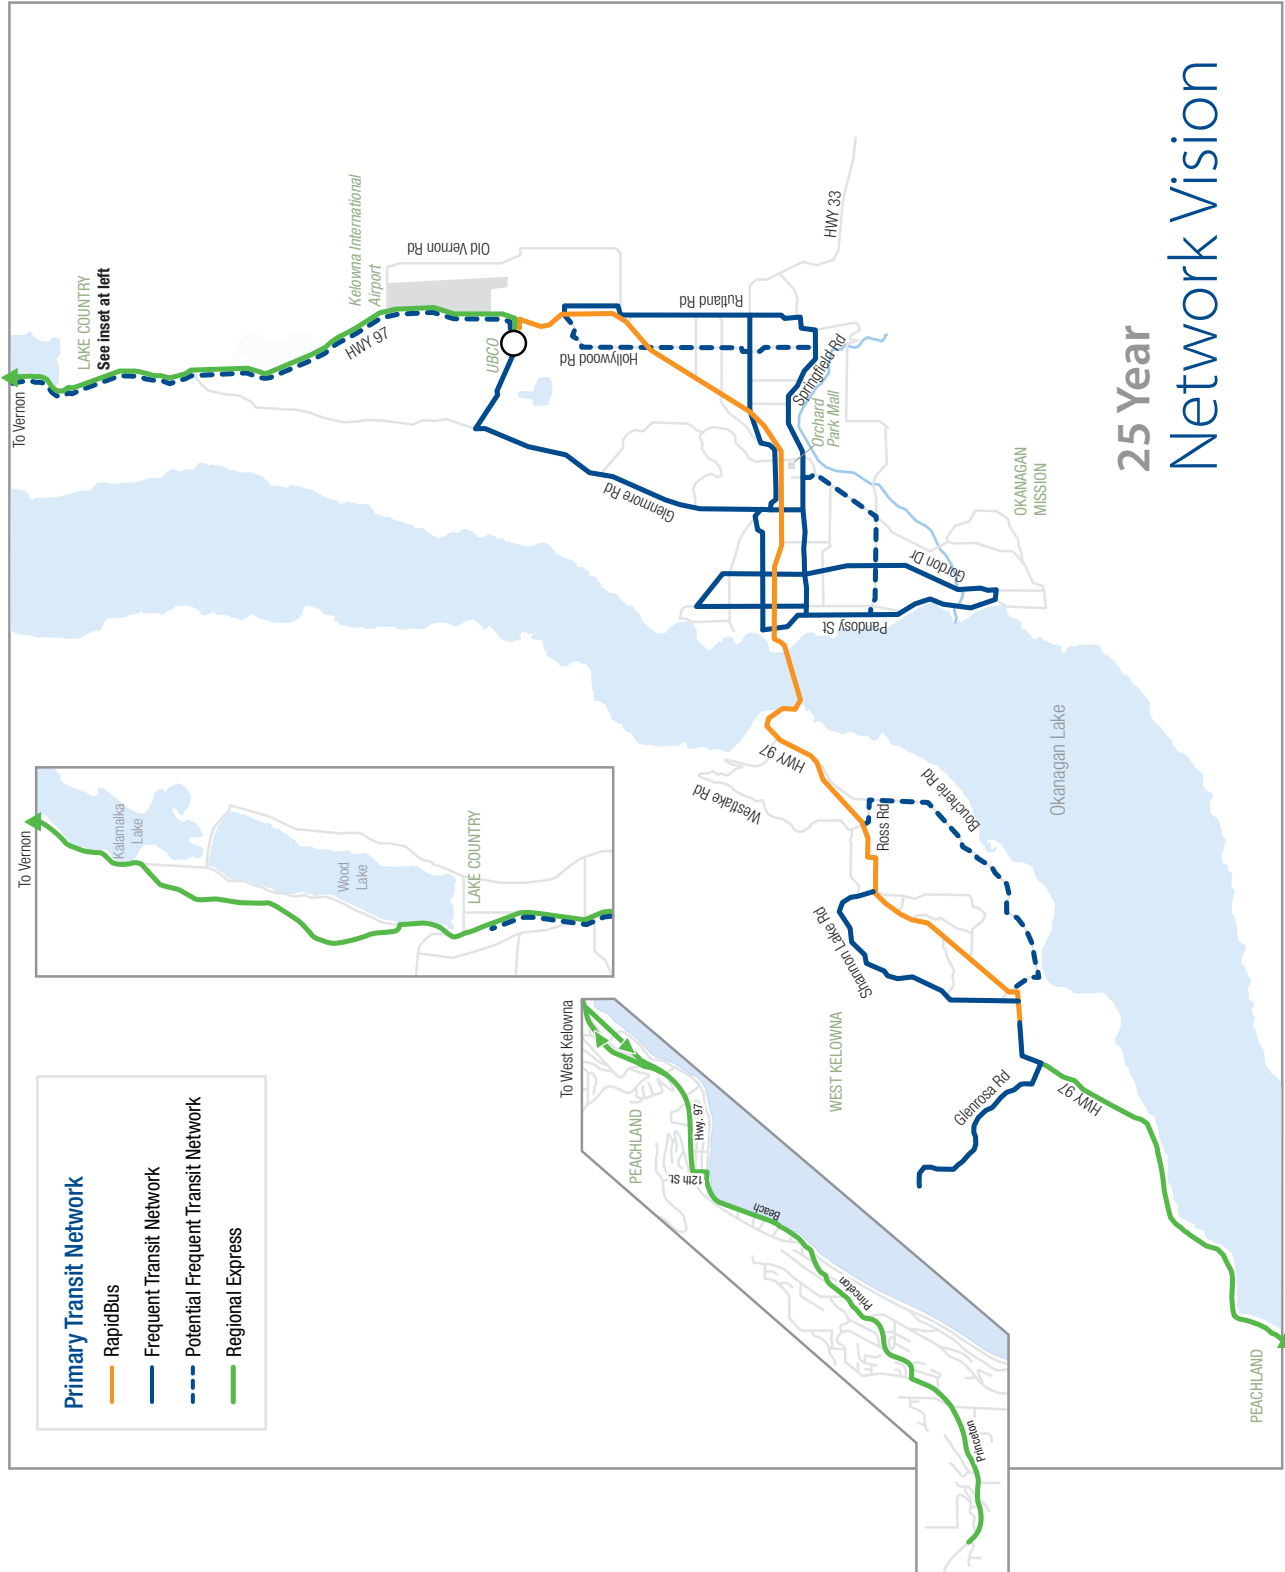 25 Year
Network Vision
Primary Transit Network
RapidBus
Frequent Transit Network
Potential Frequent Transit Network
Regional Express
To Vernon
Kalamalka
Lake
Wood
Lake
LAKE COUNTRY
To Vernon
LAKE COUNTRY
See inset at left
Kelowna International
Airport
HWY 97
Old Vernon Rd
UBCO
Hollywood Rd
Rutland Rd
HWY 33
Springfield Rd
Orchard
Park Mall
Glenmore Rd
OKANAGAN
MISSION
Gordon Dr
Pandosy St
Okanagan Lake
HWY 97
Westlake Rd
Ross Rd
Boucherie Rd
Shannon Lake Rd
WEST KELOWNA
Glenrosa Rd
HWY 97
PEACHLAND
To West Kelowna
PEACHLAND
Hwy. 97
12th St.
Beach
Princeton
Princeton